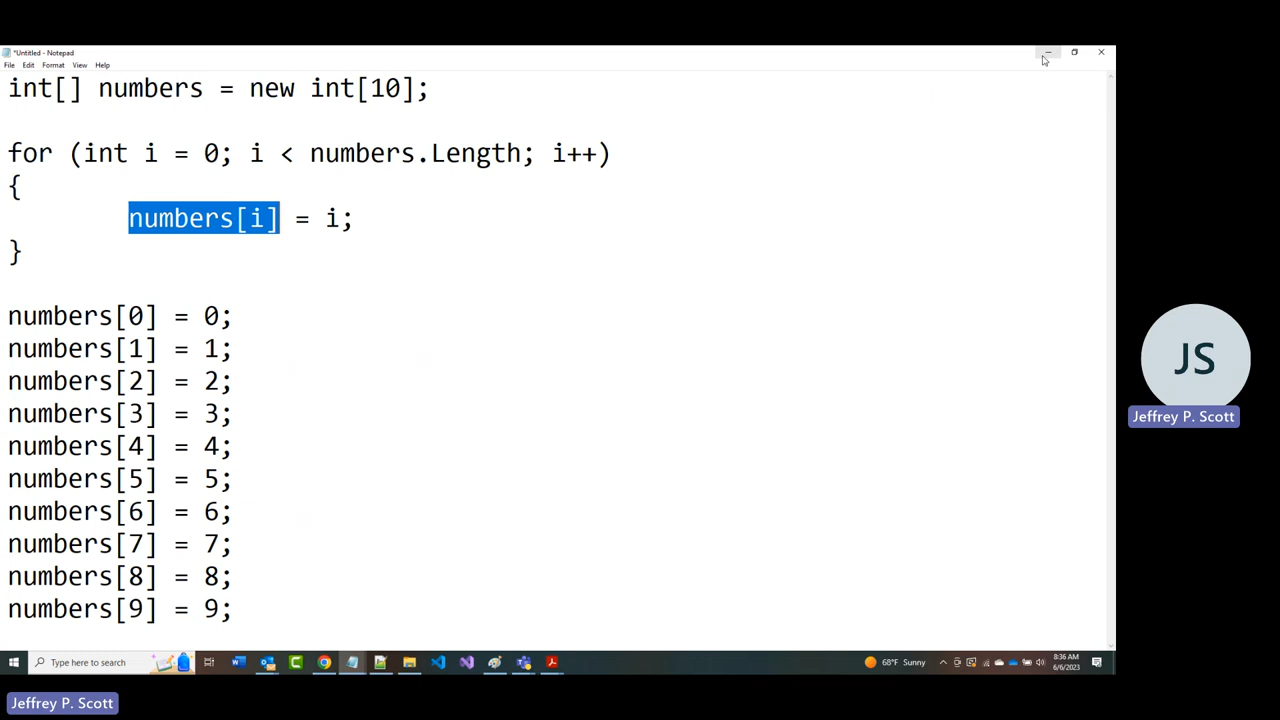 *Untitled - Notepad
File Edit Format View Help
int[] numbers = new int[10];
for (int i = 0; i < numbers.Length; i++)
{
numbers[i] = i;
}
numbers[0] = 0;
numbers[1] = 1;
numbers[2] = 2;
numbers[3] = 3;
numbers[4] = 4;
numbers[5] = 5;
numbers[6] = 6;
numbers[7] = 7;
numbers[8] = 8;
numbers[9] = 9;
JS
Jeffrey P. Scott
Type here to search
68°F Sunny
8:36 AM
6/6/2023
Jeffrey P. Scott